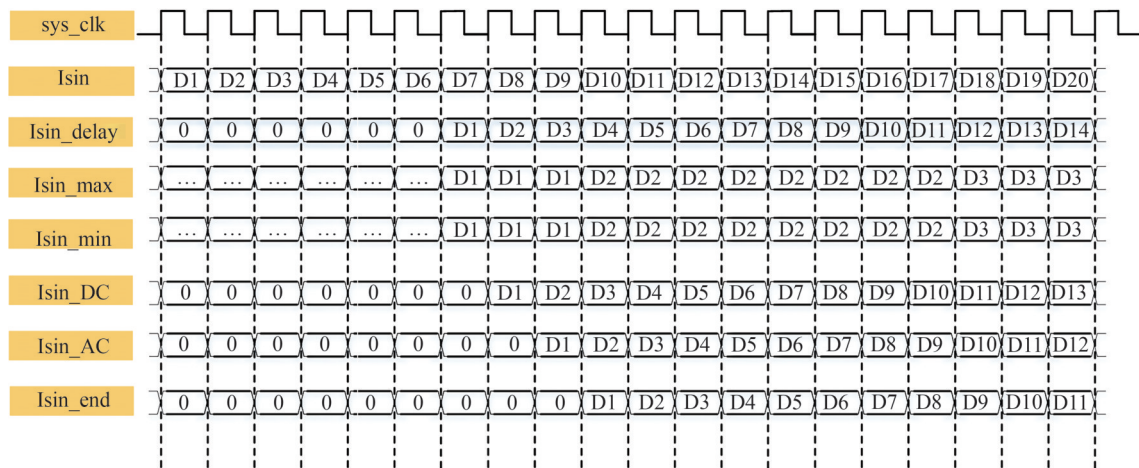 sys_clk
Isin D1 D2 D3 D4 D5 D6 D7 D8 D9 D10 D11 D12 D13 D14 D15 D16 D17 D18 D19 D20
Isin_delay 0 0 0 0 0 0 D1 D2 D3 D4 D5 D6 D7 D8 D9 D10 D11 D12 D13 D14
Isin_max ... ... ... ... ... ... D1 D1 D1 D2 D2 D2 D2 D2 D2 D2 D2 D3 D3 D3
Isin_min ... ... ... ... ... ... D1 D1 D1 D2 D2 D2 D2 D2 D2 D2 D2 D3 D3 D3
Isin_DC 0 0 0 0 0 0 0 D1 D2 D3 D4 D5 D6 D7 D8 D9 D10 D11 D12 D13
Isin_AC 0 0 0 0 0 0 0 0 D1 D2 D3 D4 D5 D6 D7 D8 D9 D10 D11 D12
Isin_end 0 0 0 0 0 0 0 0 0 D1 D2 D3 D4 D5 D6 D7 D8 D9 D10 D11